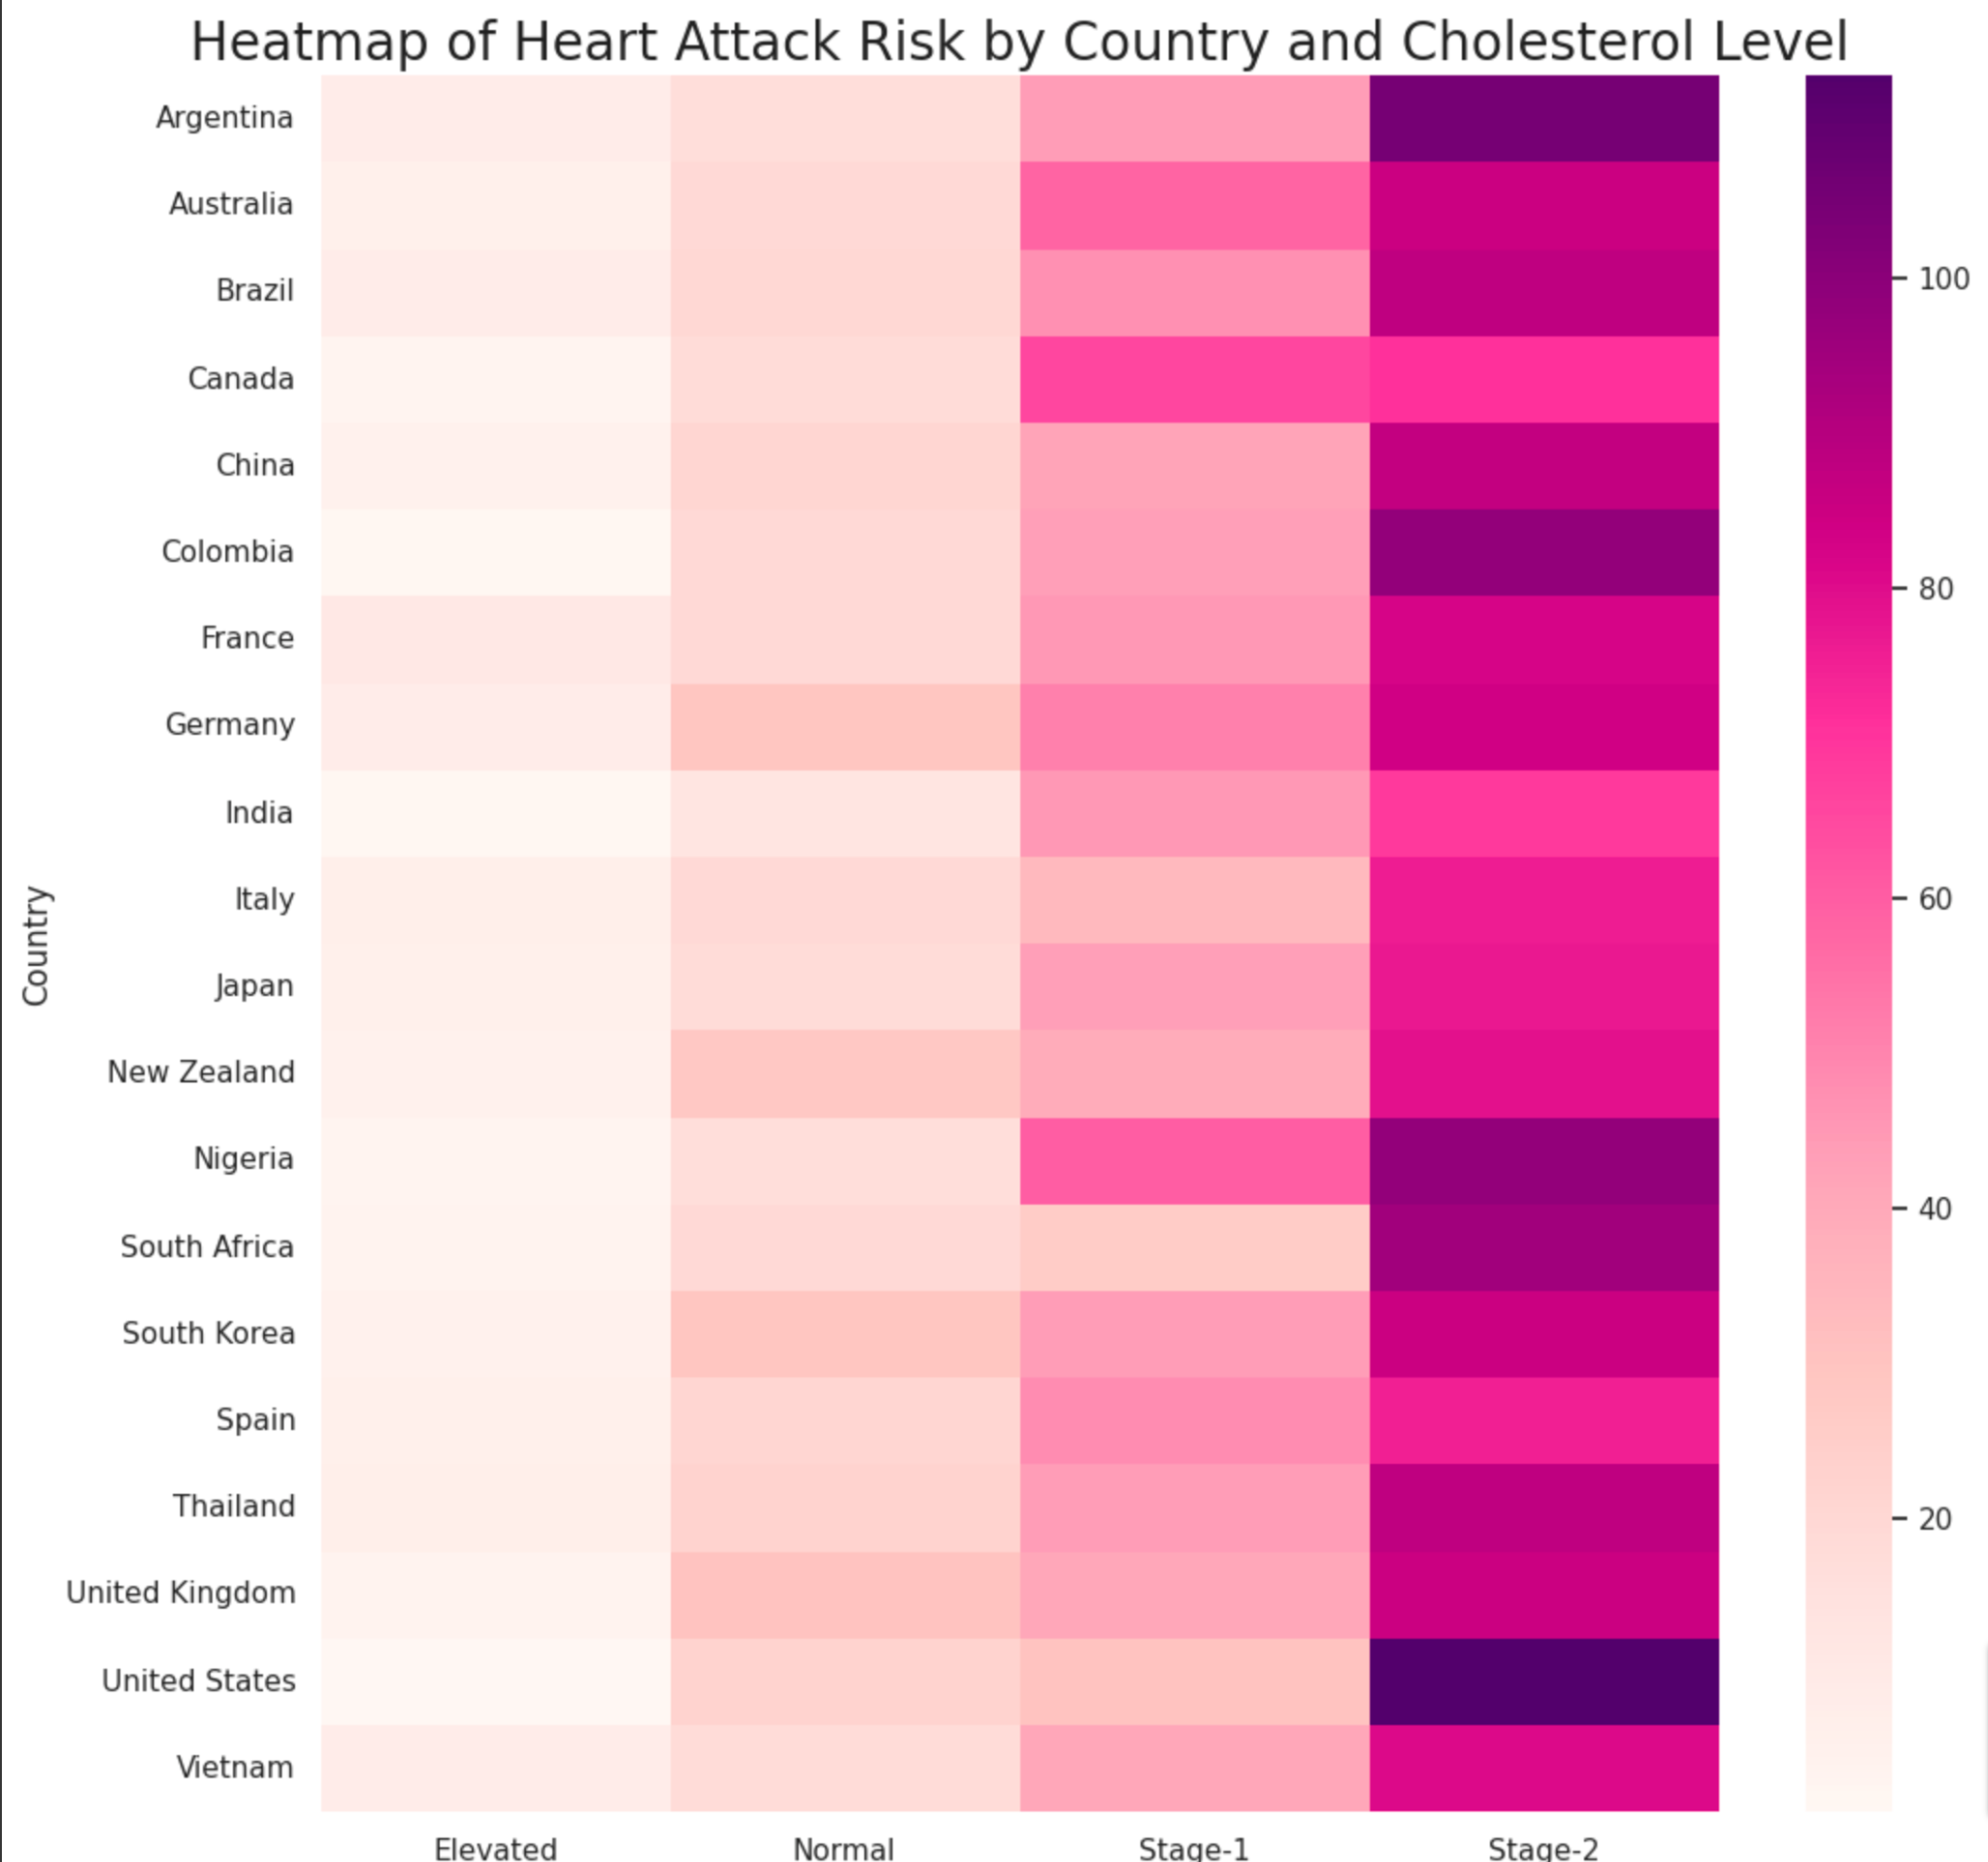 Heatmap of Heart Attack Risk by Country and Cholesterol Level
Country
Argentina
Australia
Brazil
Canada
China
Colombia
France
Germany
India
Italy
Japan
New Zealand
Nigeria
South Africa
South Korea
Spain
Thailand
United Kingdom
United States
Vietnam
Elevated Normal Stage-1 Stage-2
100
80
60
40
20